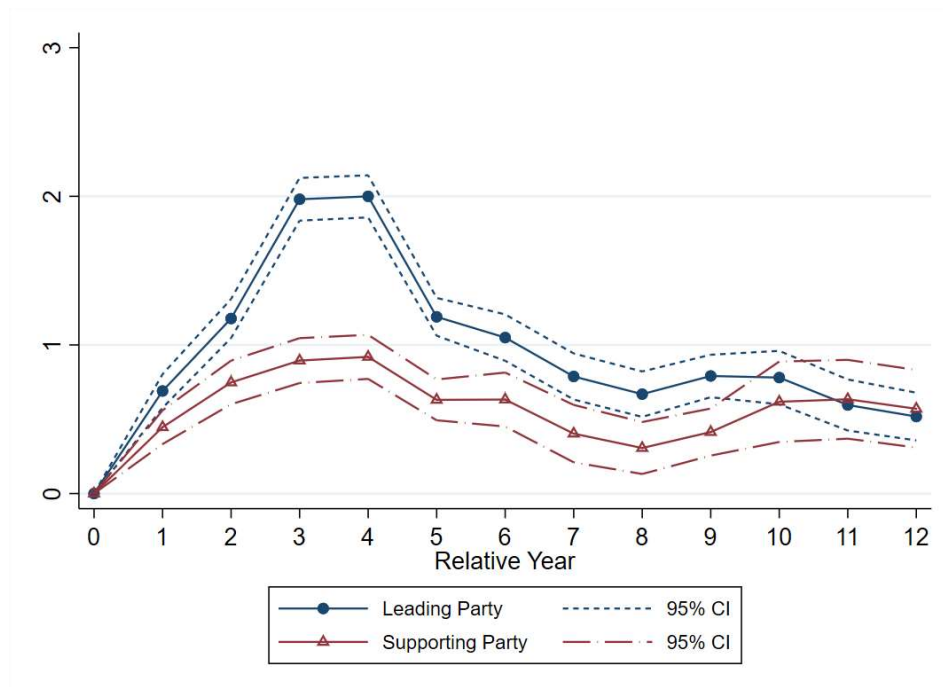 3
2
1
0
0 1 2 3 4 5 6 7 8 9 10 11 12
Relative Year
Leading Party 95% CI
Supporting Party 95% CI